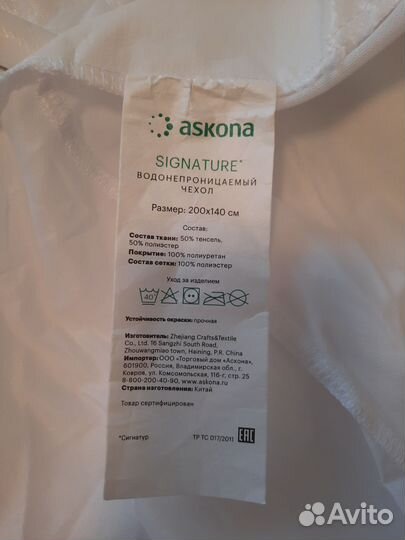 askona
SIGNATURE*
ВОДОНЕПРОНИЦАЕМЫЙ
ЧЕХОЛ
Размер: 200х140 см
Состав:
Состав ткани: 50% тенсель,
50% полиэстер
Покрытие: 100% полиуретан
Состав сетки: 100% полиэстер
Уход за изделием
40
Устойчивость окраски: прочная
Изготовитель: Zhejiang Crafts&Textile
Co., Ltd. 16 Sangzhi South Road,
Zhouwangmiao town, Haining, P.R. China
Импортер: ООО "Торговый дом "Аскона",
601900, Россия, Владимирская обл., г.
Ковров, ул. Комсомольская, 116-г, стр. 25
8-800-200-40-90, www.askona.ru
Страна изготовления: Китай
Товар сертифицирован
*Сигнатур ТР ТС 017/2011 EAC
Avito